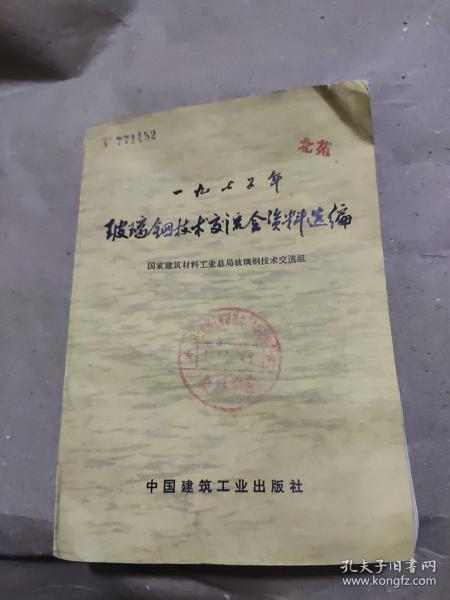 771152
北苑
一九七五年
玻璃钢技术交流会资料选编
国家建筑材料工业总局玻璃钢技术交流组
中国建筑工业出版社
孔夫子旧书网
www.kongfz.com